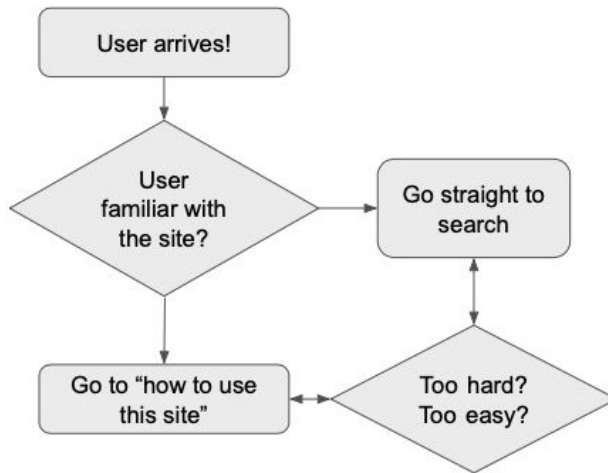 User arrives!
User
familiar with
the site?
Go straight to
search
Go to “how to use
this site”
Too hard?
Too easy?